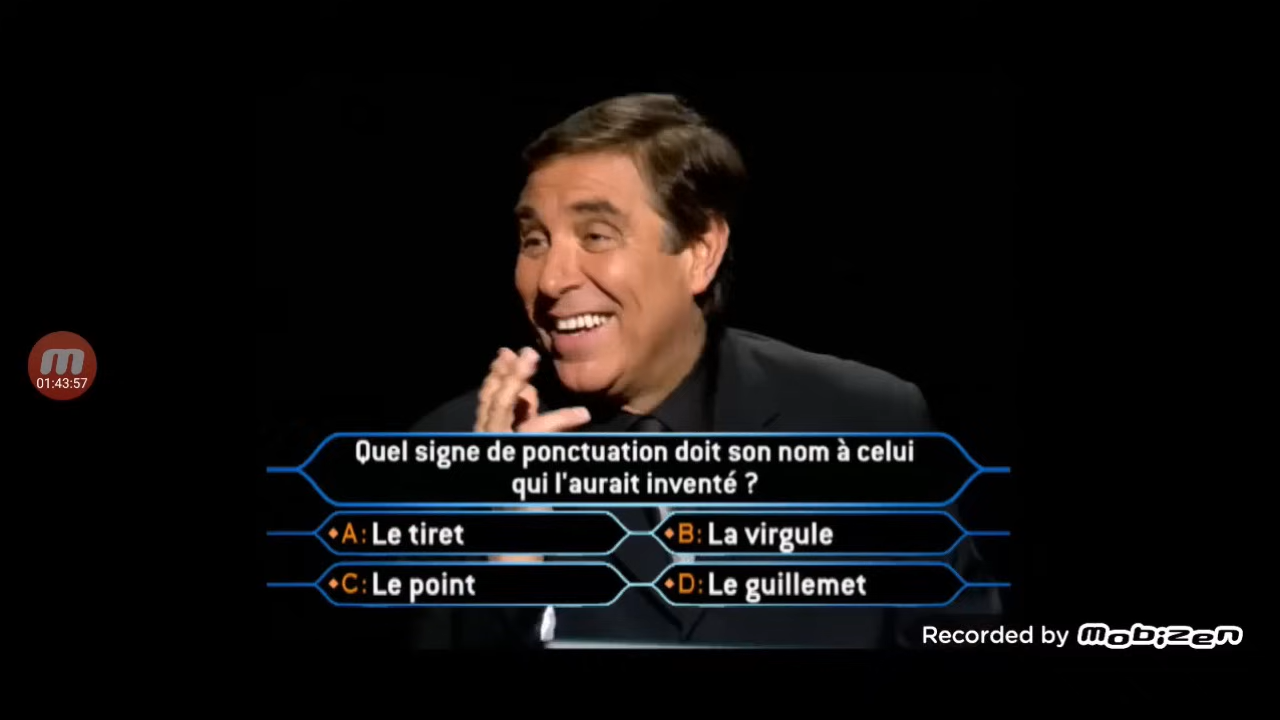 01:43:57
Quel signe de ponctuation doit son nom à celui
qui l'aurait inventé ?
A: Le tiret
B: La virgule
C: Le point
D: Le guillemet
Recorded by mobizen